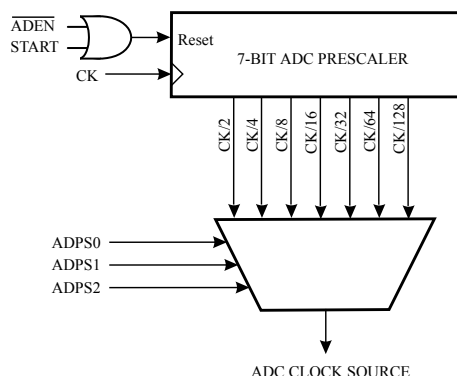 ADEN
START
Reset
7-BIT ADC PRESCALER
CK
CK/2
CK/4
CK/8
CK/16
CK/32
CK/64
CK/128
ADPS0
ADPS1
ADPS2
ADC CLOCK SOURCE